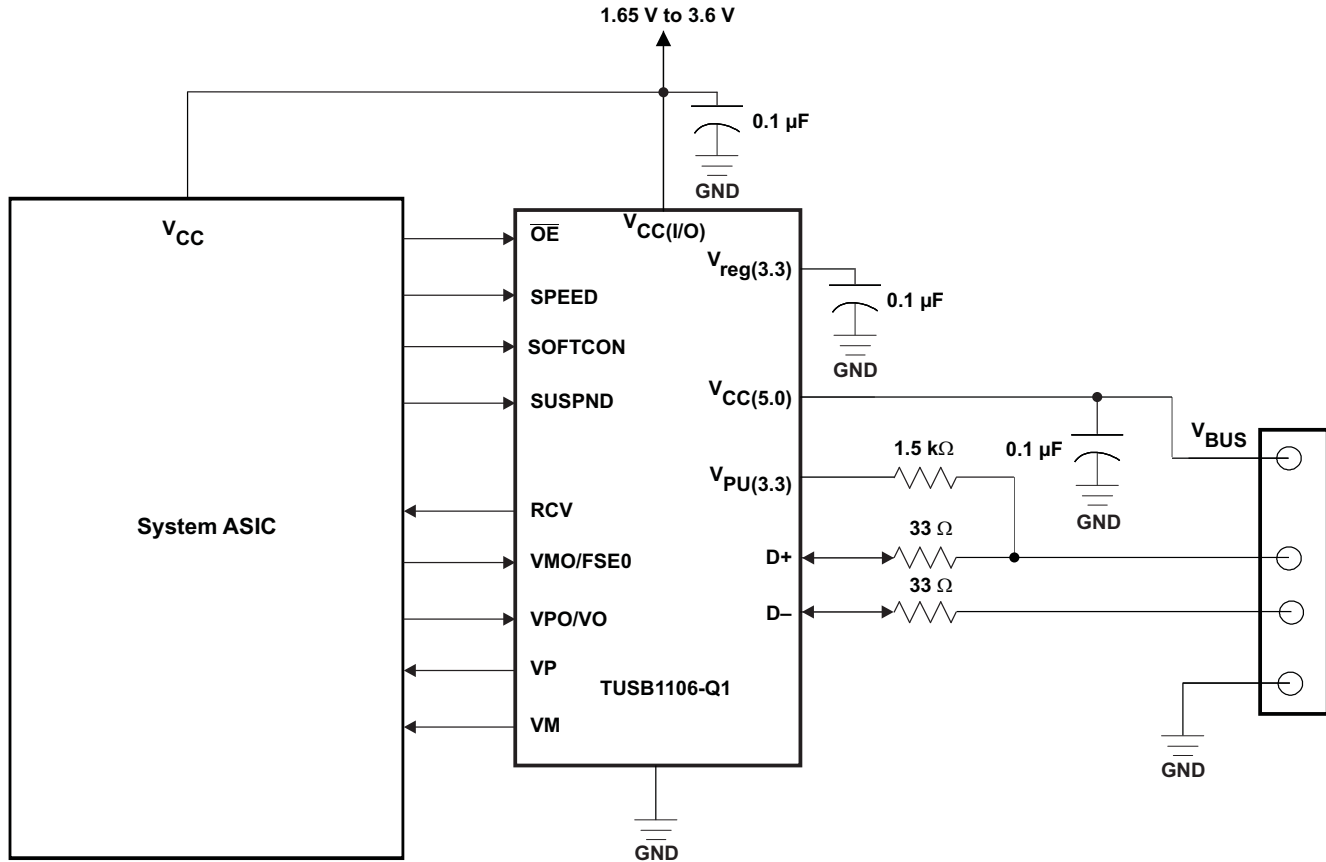 1.65 V to 3.6 V
0.1 µF
GND
VCC
OE
VCC(I/O)
Vreg(3.3)
SPEED
0.1 µF
SOFTCON
GND
SUSPND
VCC(5.0)
VBUS
1.5 kΩ
0.1 µF
VPU(3.3)
RCV
GND
System ASIC
33 Ω
VMO/FSE0
D+
33 Ω
VPO/VO
D–
VP
TUSB1106-Q1
VM
GND
GND